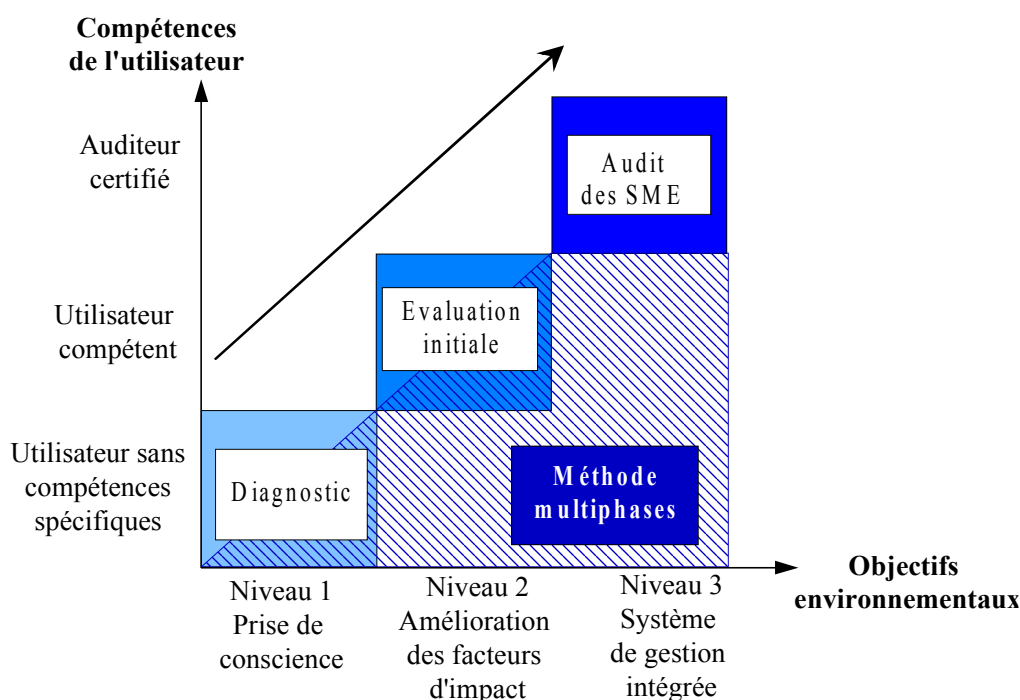 Compétences
de l'utilisateur
Auditeur
certifié
Audit
des SME
Utilisateur
compétent
Evaluation
initiale
Utilisateur sans
compétences
spécifiques
Diagnostic
Méthode
multiphases
Objectifs
environnementaux
Niveau 1
Prise de
conscience
Niveau 2
Amélioration
des facteurs
d'impact
Niveau 3
Système
de gestion
intégrée